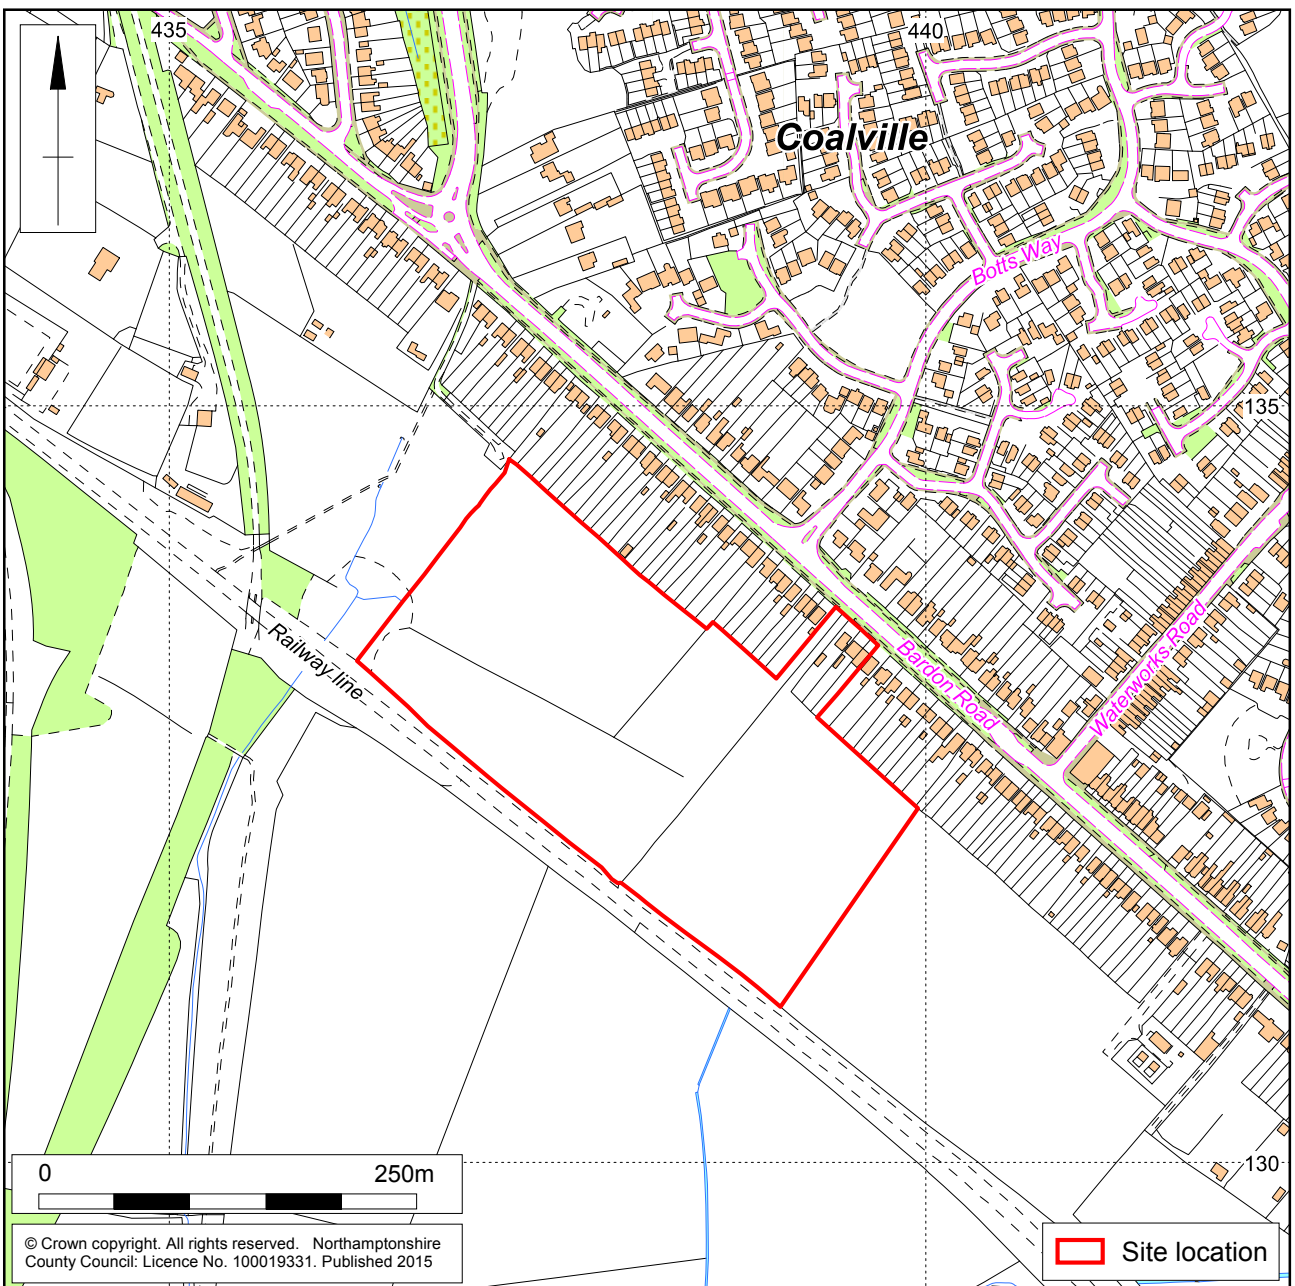 435
440
Coalville
Botts Way
135
Railway line
Bardon Road
Waterworks Road
130
0 250m
© Crown copyright. All rights reserved. Northamptonshire
County Council: Licence No. 100019331. Published 2015
Site location